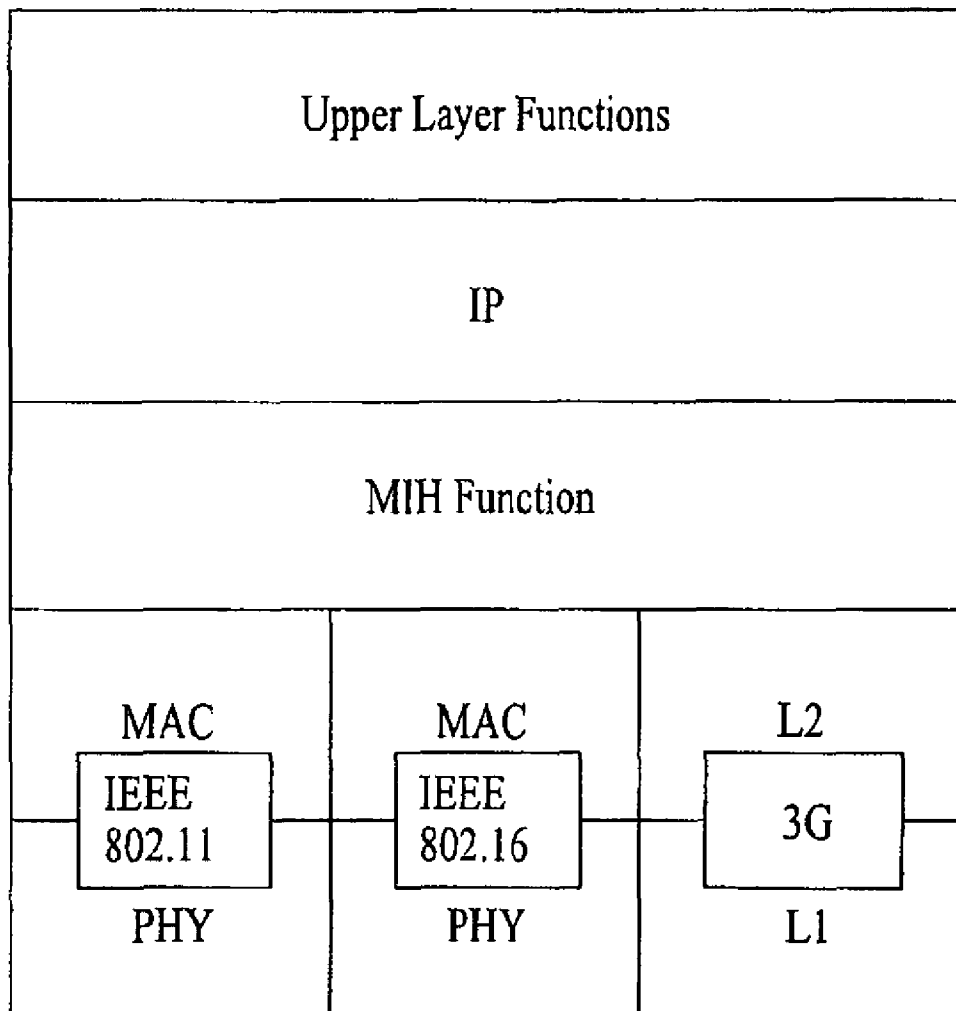 Upper Layer Functions
IP
MIH Function
MAC
IEEE
802.11
PHY
MAC
IEEE
802.16
PHY
L2
3G
L1